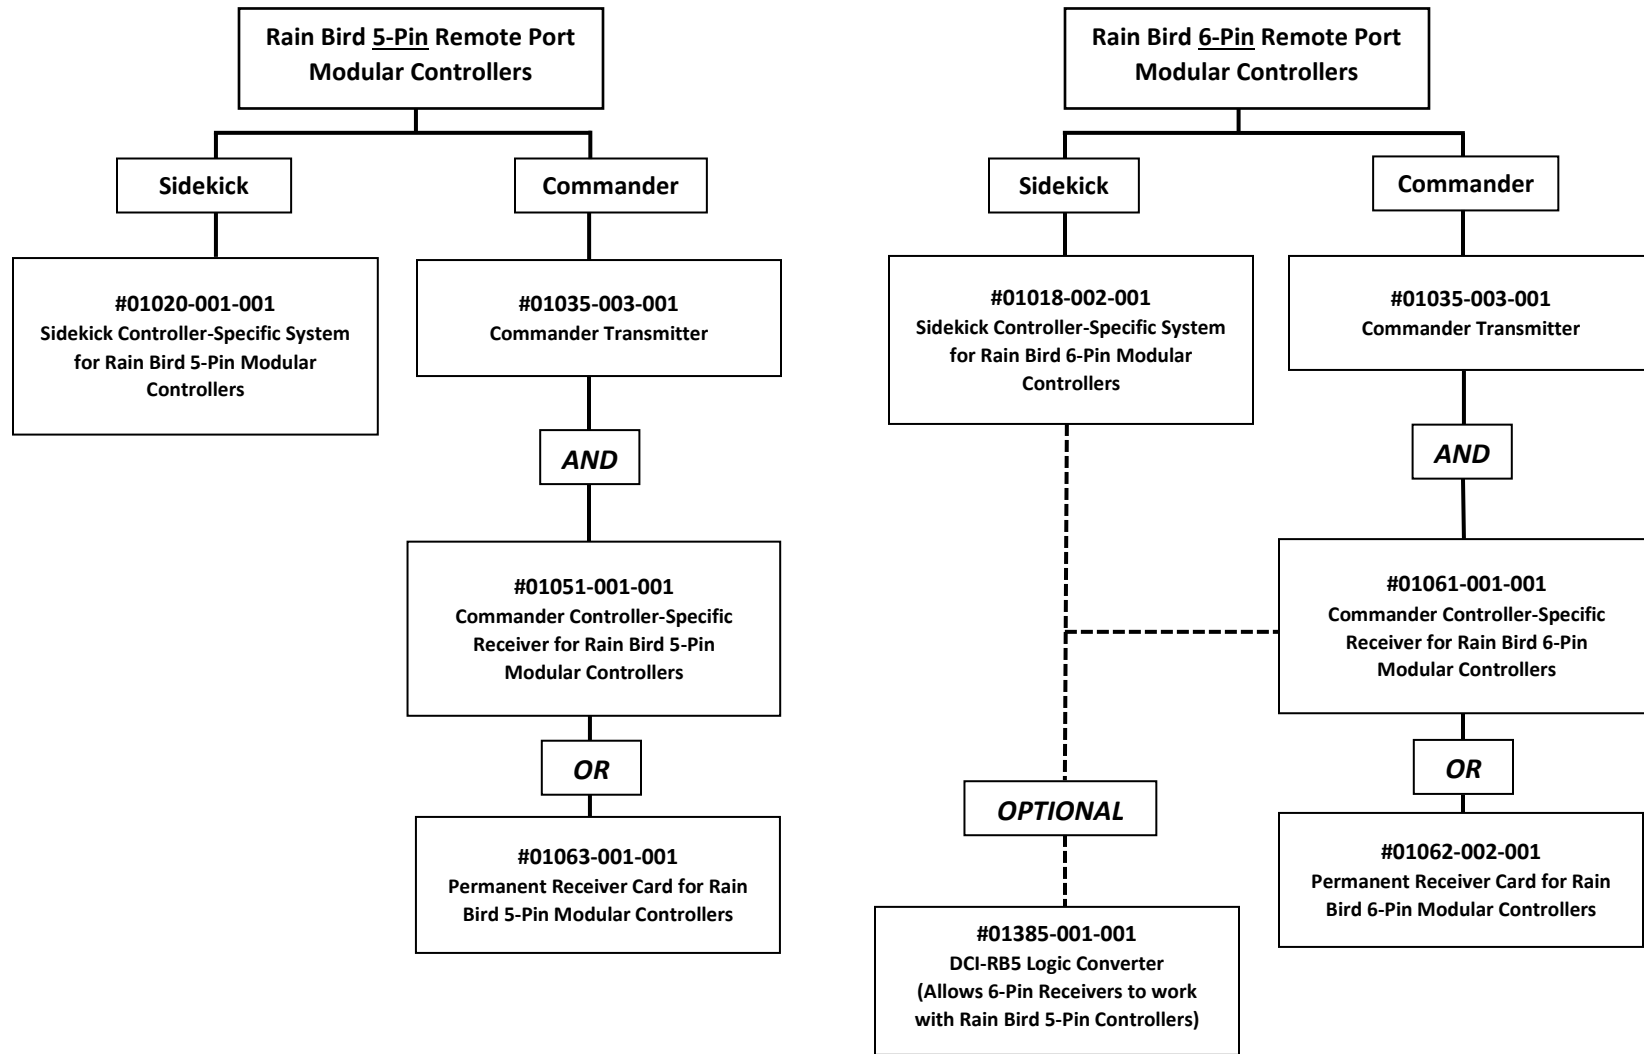 Rain Bird 5-Pin Remote Port
Modular Controllers
Sidekick
Commander
#01020-001-001
Sidekick Controller-Specific System
for Rain Bird 5-Pin Modular
Controllers
#01035-003-001
Commander Transmitter
AND
#01051-001-001
Commander Controller-Specific
Receiver for Rain Bird 5-Pin
Modular Controllers
OR
#01063-001-001
Permanent Receiver Card for Rain
Bird 5-Pin Modular Controllers
Rain Bird 6-Pin Remote Port
Modular Controllers
Sidekick
Commander
#01018-002-001
Sidekick Controller-Specific System
for Rain Bird 6-Pin Modular
Controllers
#01035-003-001
Commander Transmitter
AND
#01061-001-001
Commander Controller-Specific
Receiver for Rain Bird 6-Pin
Modular Controllers
OR
#01062-002-001
Permanent Receiver Card for Rain
Bird 6-Pin Modular Controllers
OPTIONAL
#01385-001-001
DCI-RB5 Logic Converter
(Allows 6-Pin Receivers to work
with Rain Bird 5-Pin Controllers)